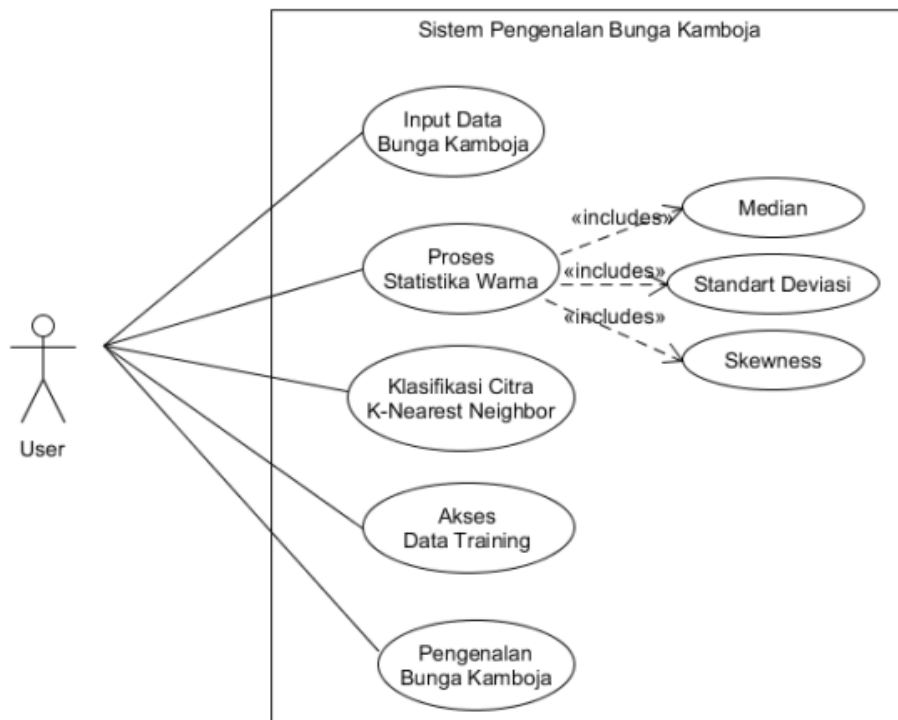 Sistem Pengenalan Bunga Kamboja
Input Data
Bunga Kamboja
Proses
Statistika Warna
«includes»
Median
«includes»
Standart Deviasi
«includes»
Skewness
Klasifikasi Citra
K-Nearest Neighbor
User
Akses
Data Training
Pengenalan
Bunga Kamboja